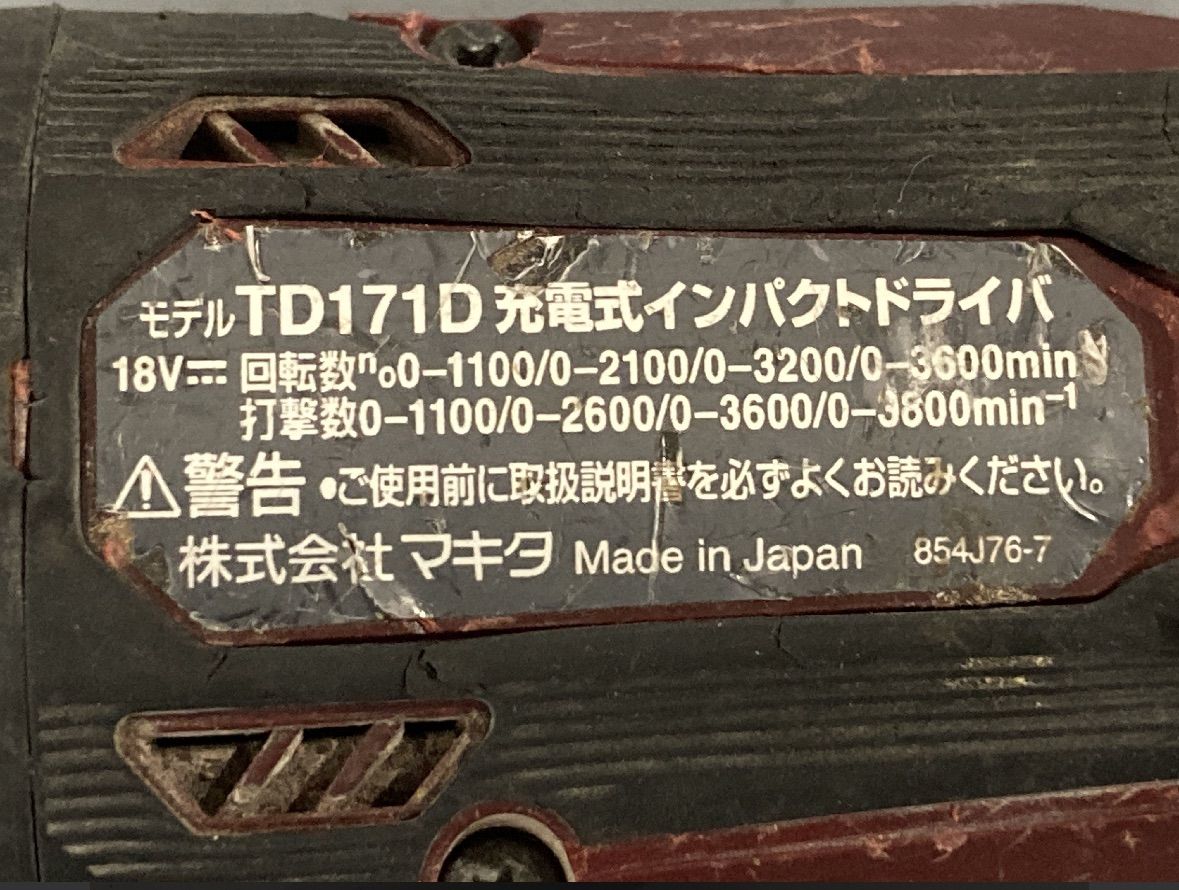 モデル TD171D 充電式インパクトドライバ
18V⎓ 回転数n₀0−1100/0−2100/0−3200/0−3600min
打撃数0−1100/0−2600/0−3600/0−3800min⁻¹
⚠警告 •ご使用前に取扱説明書を必ずよくお読みください。
株式会社 マキタ Made in Japan 854J76-7